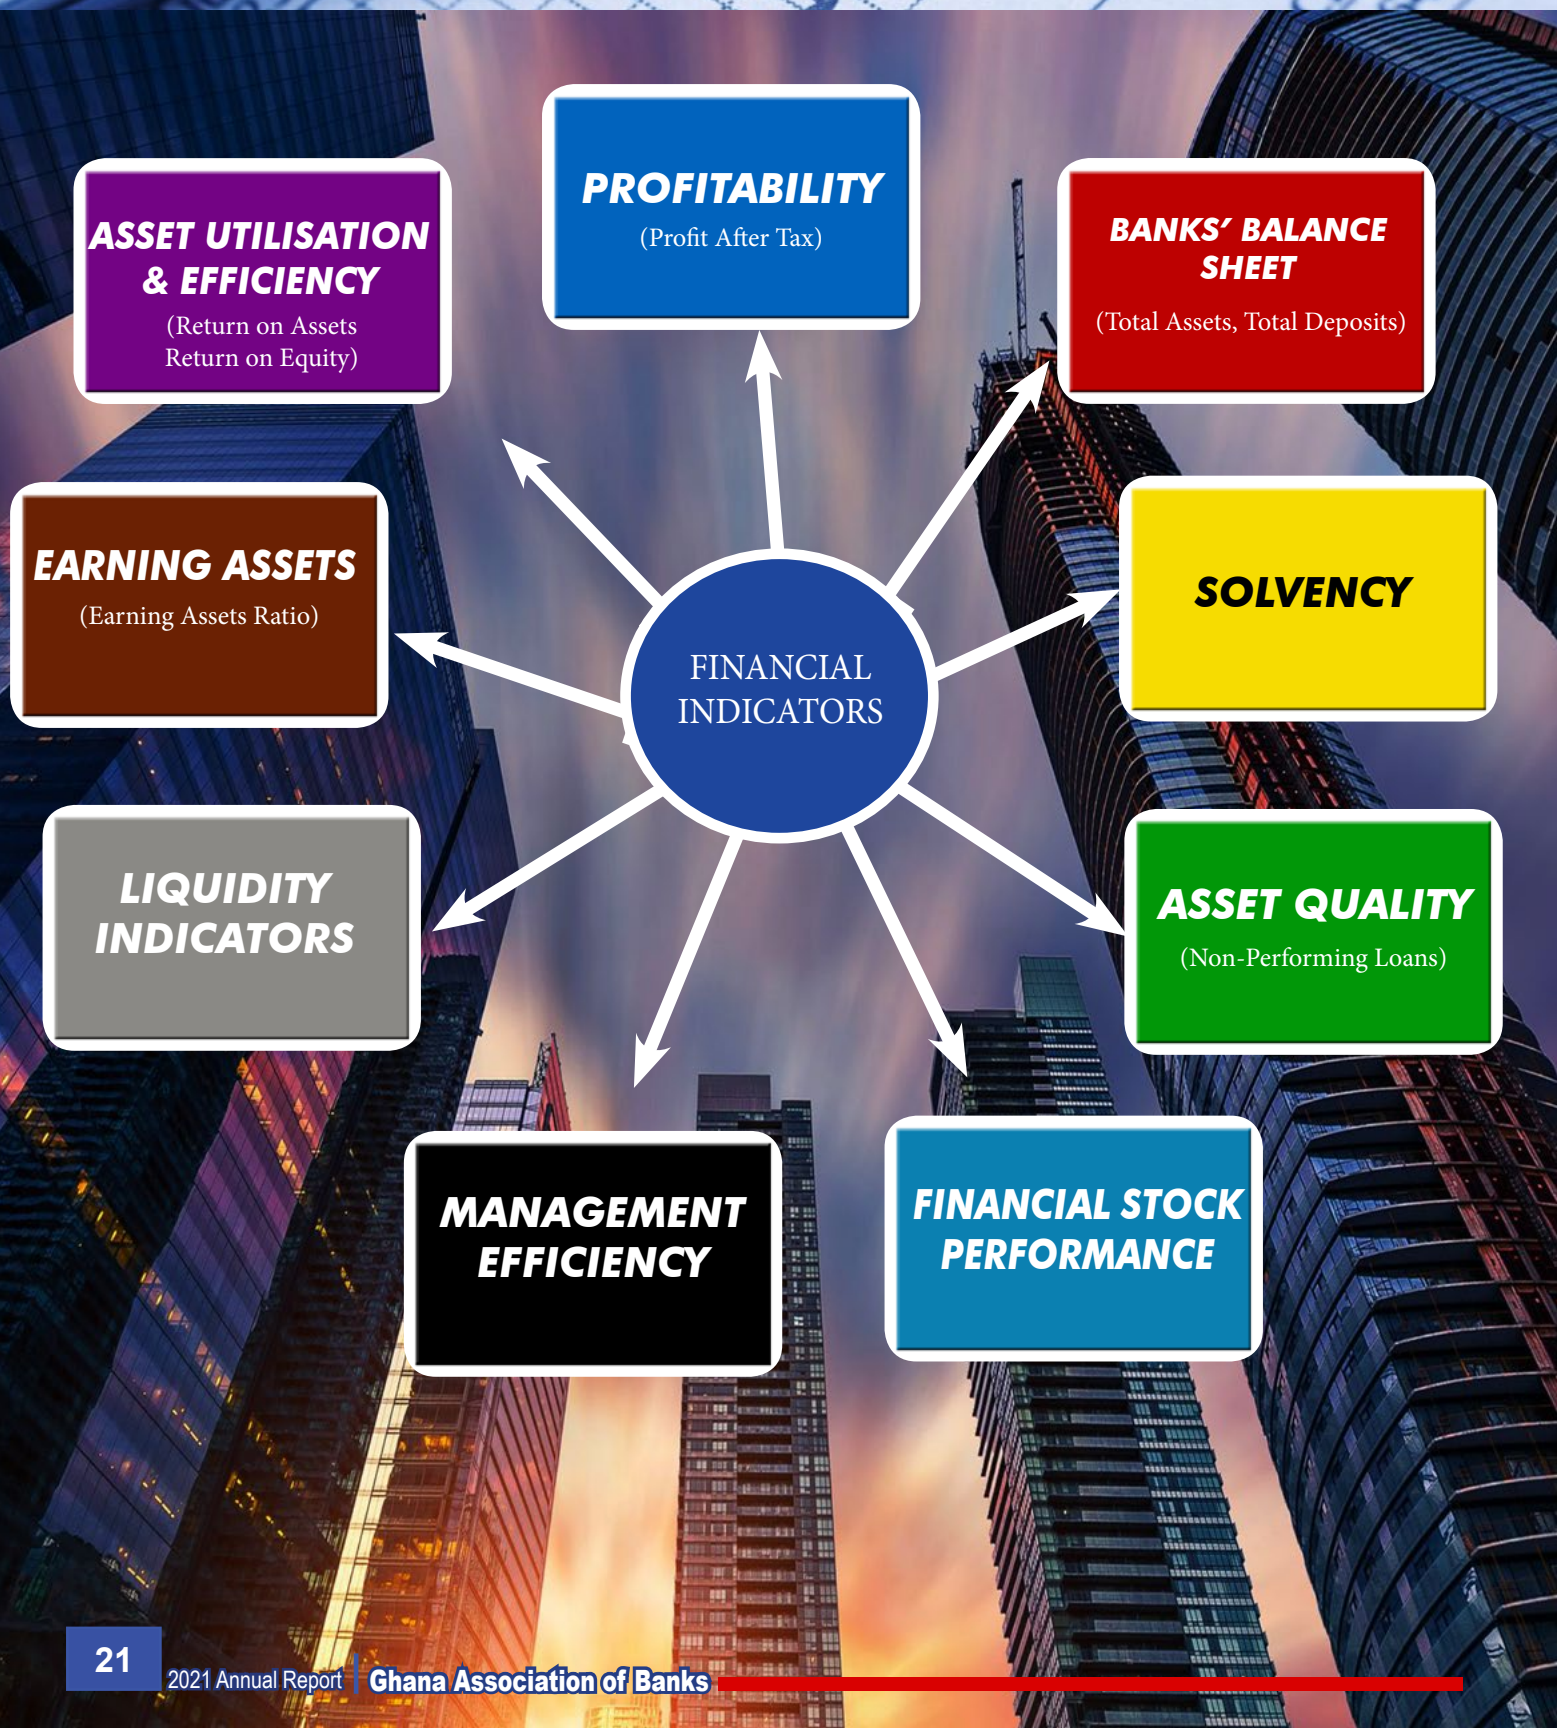 PROFITABILITY
(Profit After Tax)
ASSET UTILISATION
& EFFICIENCY
(Return on Assets
Return on Equity)
BANKS’ BALANCE
SHEET
(Total Assets, Total Deposits)
EARNING ASSETS
(Earning Assets Ratio)
SOLVENCY
FINANCIAL
INDICATORS
LIQUIDITY
INDICATORS
ASSET QUALITY
(Non-Performing Loans)
MANAGEMENT
EFFICIENCY
FINANCIAL STOCK
PERFORMANCE
21
2021 Annual Report
Ghana Association of Banks